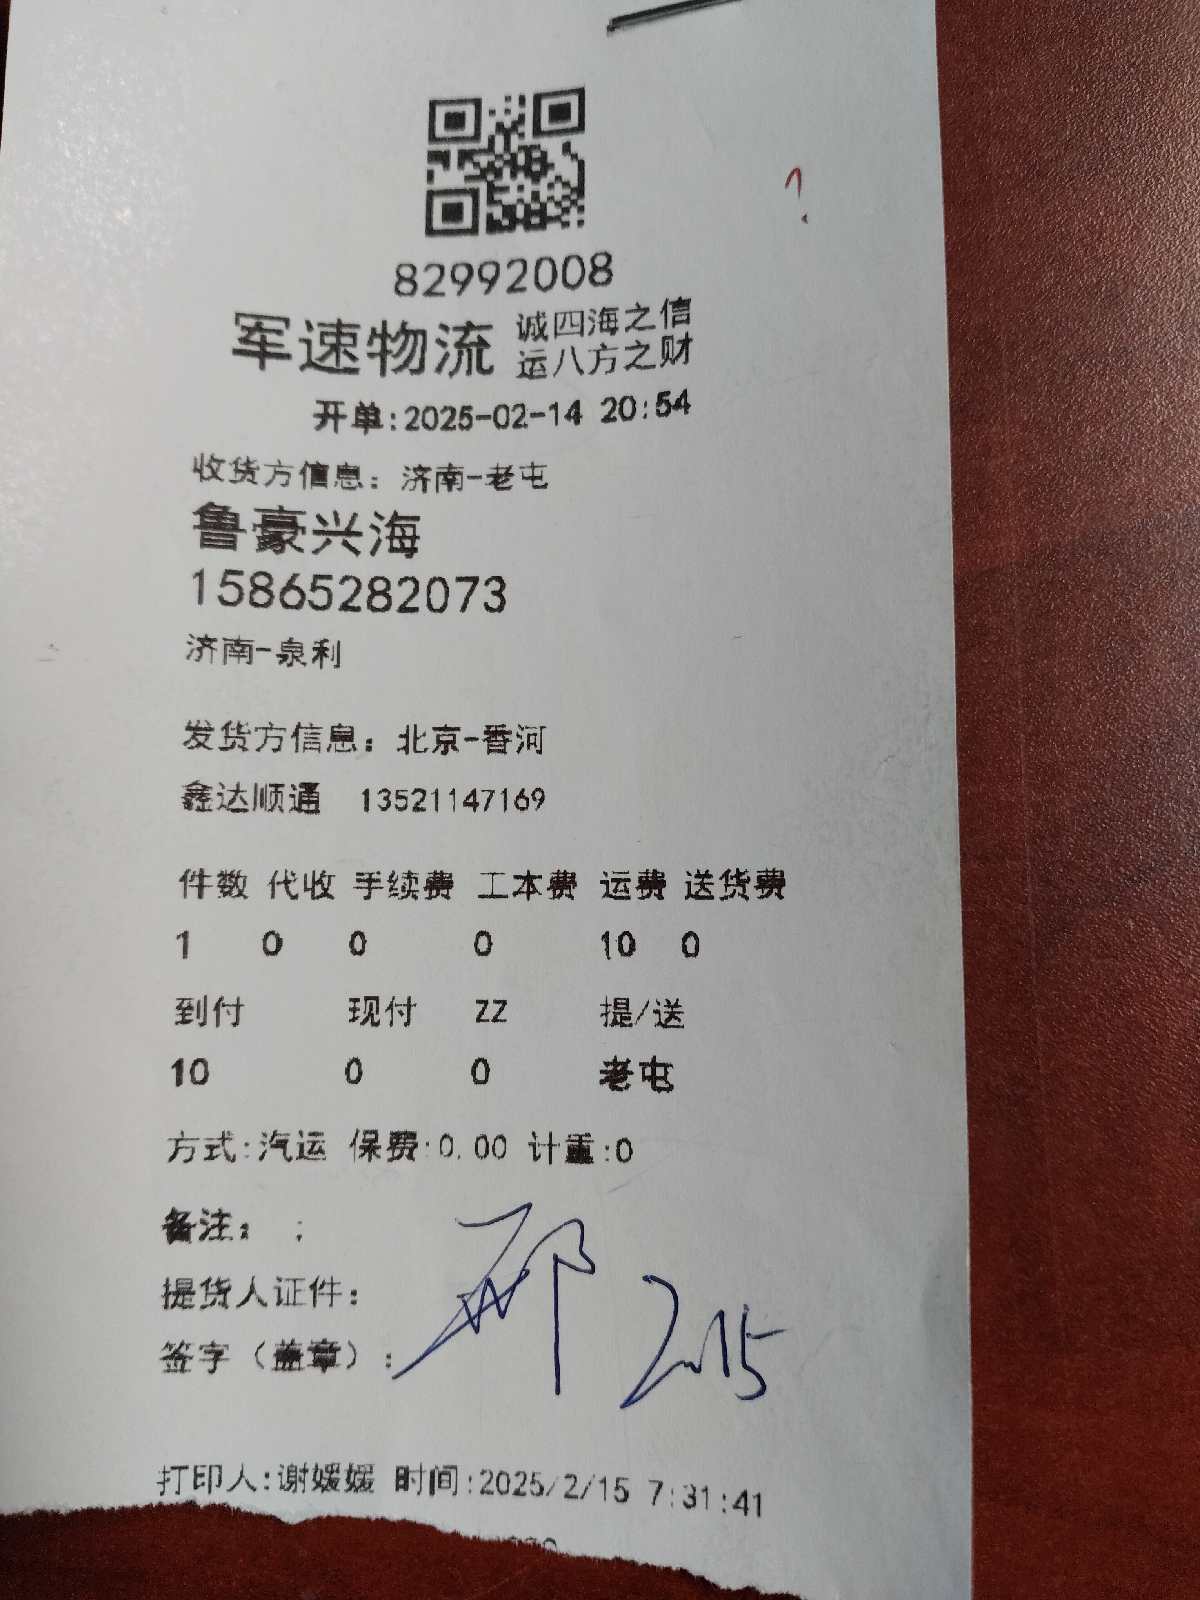 ?
82992008
军速物流 诚四海之信
运八方之财
开单:2025-02-14 20:54
收货方信息：济南-老屯
鲁豪兴海
15865282073
济南-泉利
发货方信息：北京-香河
鑫达顺通 13521147169
件数 代收 手续费 工本费 运费 送货费
1 0 0 0 10 0
到付 现付 ZZ 提/送
10 0 0 老屯
方式:汽运 保费:0.00 计重:0
备注： ;
提货人证件：
签字（盖章）： 邢 2.15
打印人:谢媛媛 时间:2025/2/15 7:31:41